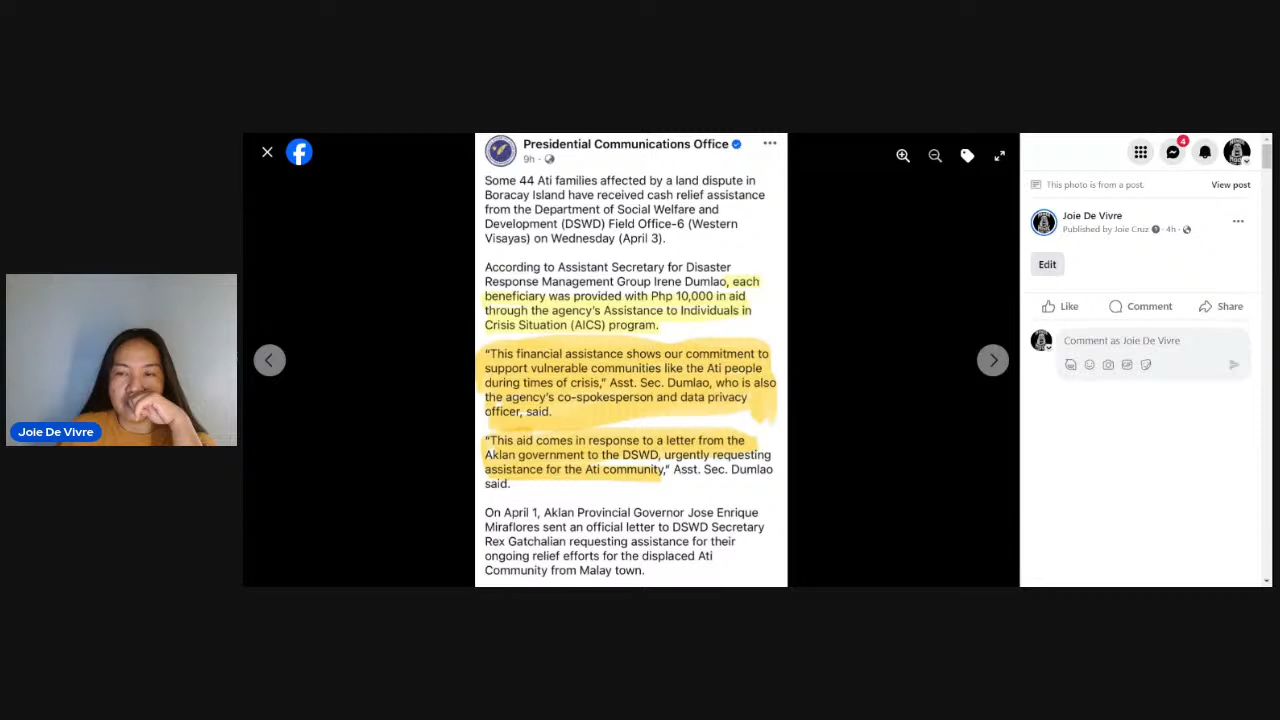 Presidential Communications Office
9h ·
Some 44 Ati families affected by a land dispute in
Boracay Island have received cash relief assistance
from the Department of Social Welfare and
Development (DSWD) Field Office-6 (Western
Visayas) on Wednesday (April 3).
According to Assistant Secretary for Disaster
Response Management Group Irene Dumlao, each
beneficiary was provided with Php 10,000 in aid
through the agency's Assistance to Individuals in
Crisis Situation (AICS) program.
“This financial assistance shows our commitment to
support vulnerable communities like the Ati people
during times of crisis,” Asst. Sec. Dumlao, who is also
the agency's co-spokesperson and data privacy
officer, said.
“This aid comes in response to a letter from the
Aklan government to the DSWD, urgently requesting
assistance for the Ati community,” Asst. Sec. Dumlao
said.
On April 1, Aklan Provincial Governor Jose Enrique
Miraflores sent an official letter to DSWD Secretary
Rex Gatchalian requesting assistance for their
ongoing relief efforts for the displaced Ati
Community from Malay town.
4
This photo is from a post.
View post
Joie De Vivre
Published by Joie Cruz · 4h ·
Edit
Like
Comment
Share
Comment as Joie De Vivre
Joie De Vivre